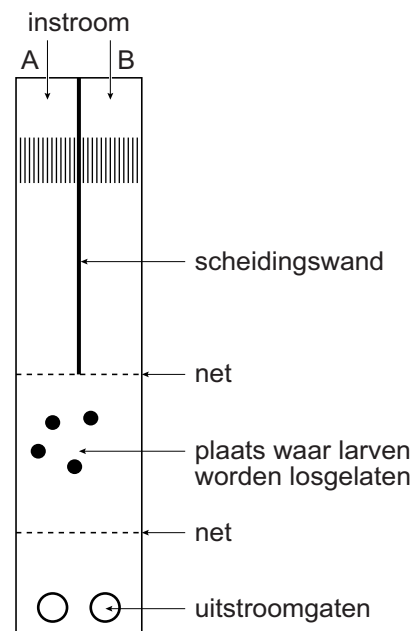 instroom
A B
scheidingswand
net
plaats waar larven
worden losgelaten
net
uitstroomgaten